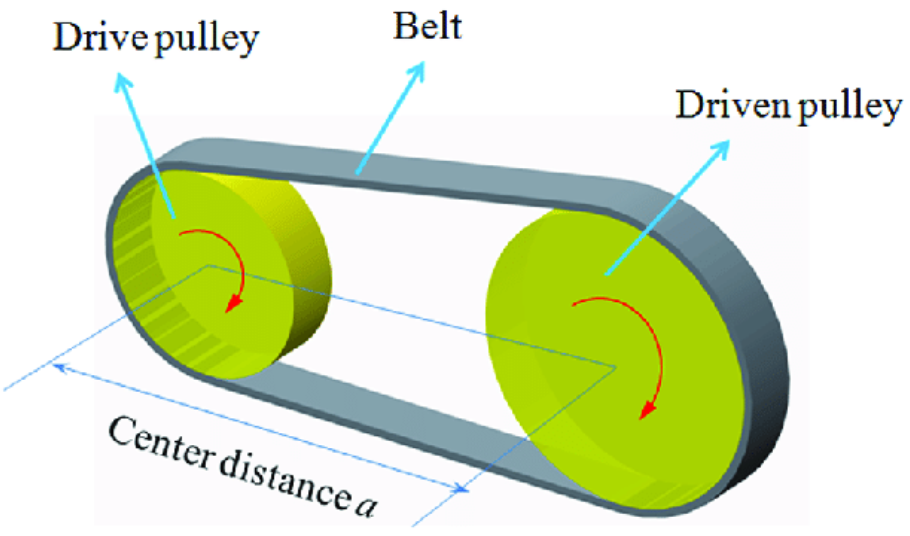 Drive pulley
Belt
Driven pulley
Center distance a